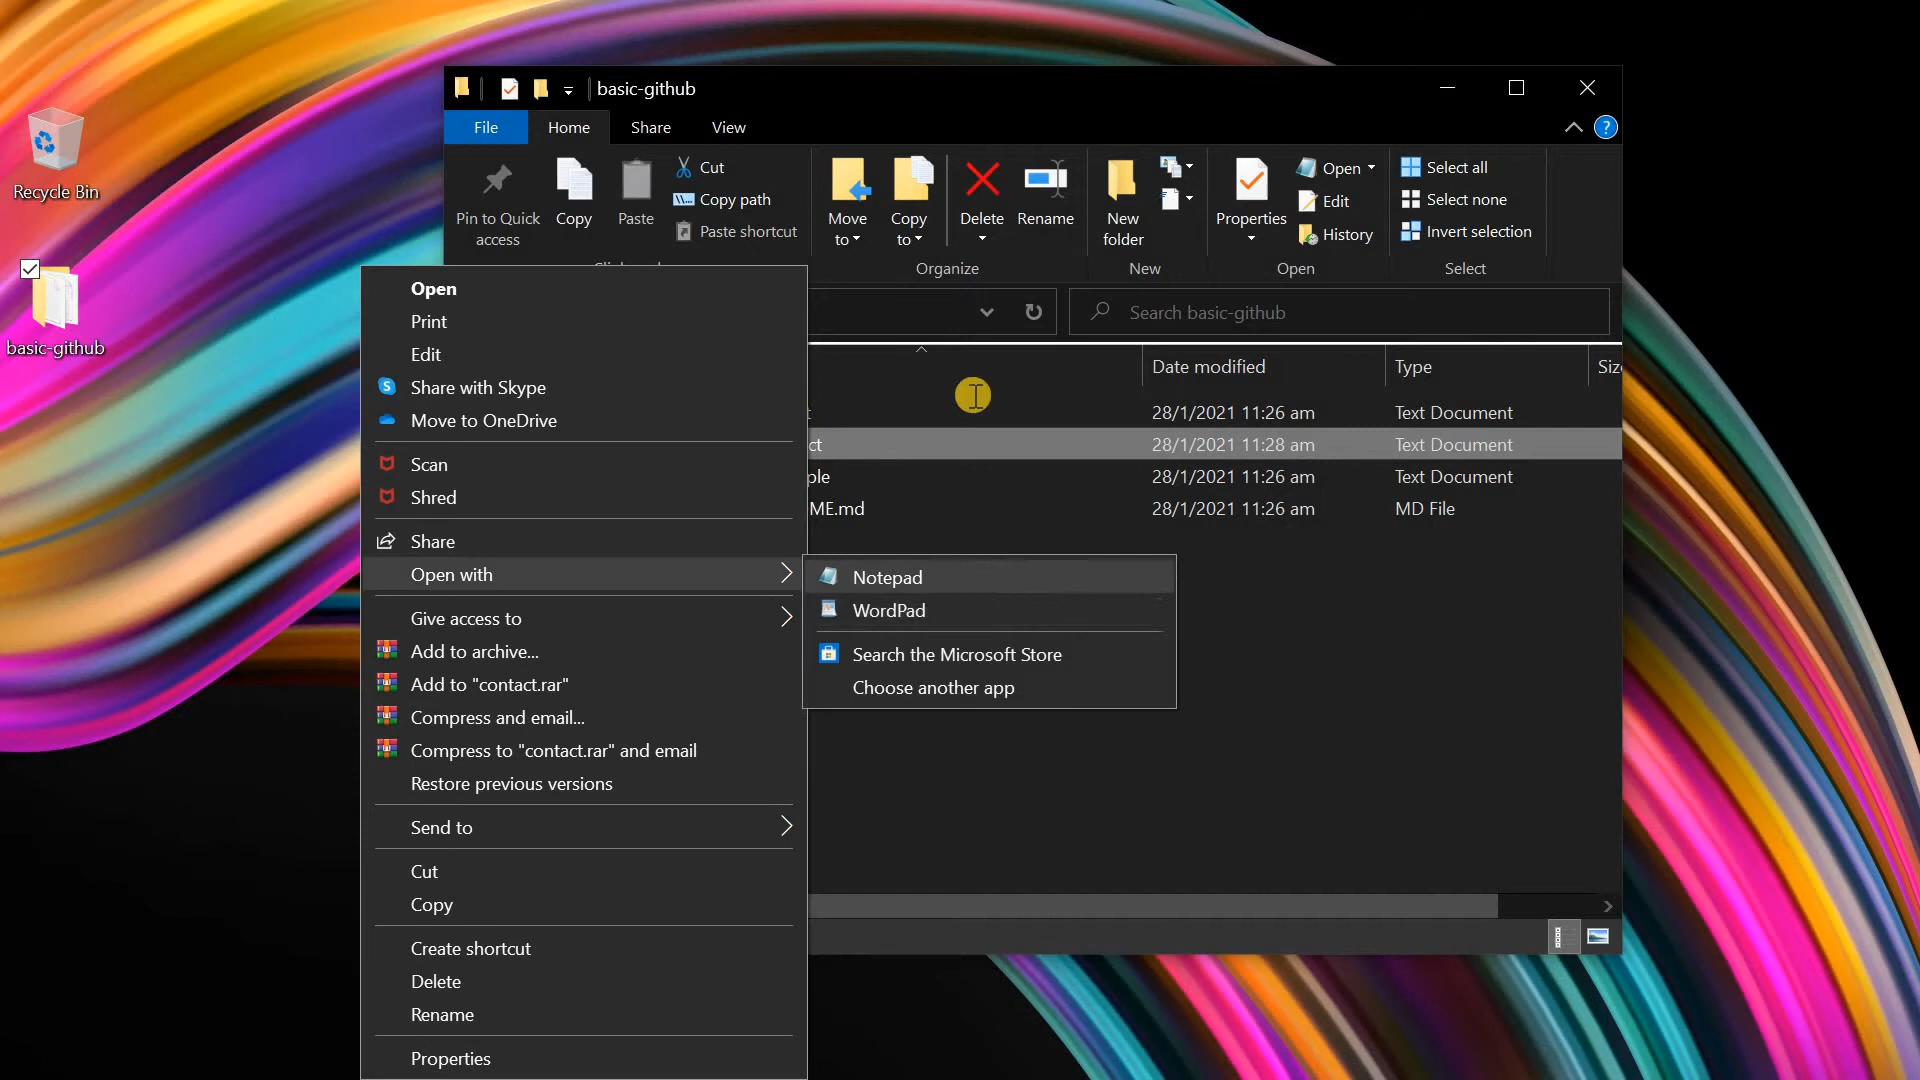 Recycle Bin
basic-github
basic-github
File Home Share View
Pin to Quick access
Copy
Paste
Cut
Copy path
Paste shortcut
Move to
Copy to
Delete
Rename
Organize
New folder
New
Properties
Open
Edit
History
Open
Select all
Select none
Invert selection
Select
Search basic-github
Date modified Type
28/1/2021 11:26 am Text Document
ct 28/1/2021 11:28 am Text Document
ple 28/1/2021 11:26 am Text Document
ME.md 28/1/2021 11:26 am MD File
Open
Print
Edit
Share with Skype
Move to OneDrive
Scan
Shred
Share
Open with
Give access to
Add to archive...
Add to "contact.rar"
Compress and email...
Compress to "contact.rar" and email
Restore previous versions
Send to
Cut
Copy
Create shortcut
Delete
Rename
Properties
Notepad
WordPad
Search the Microsoft Store
Choose another app